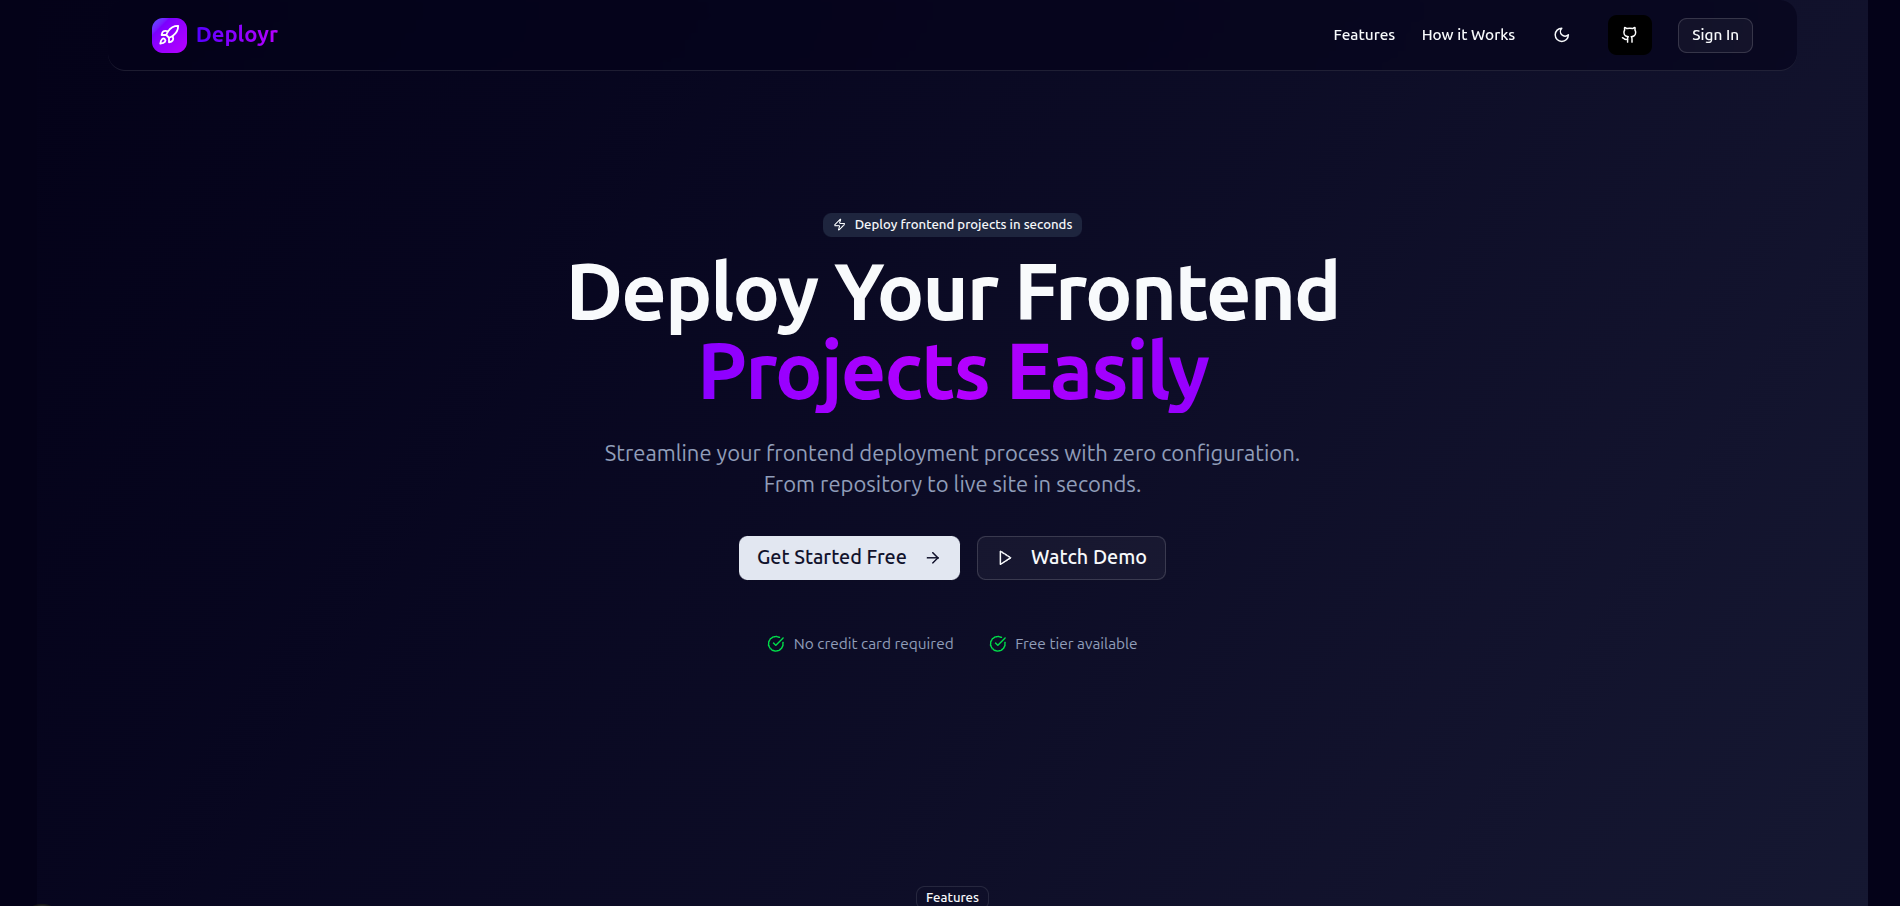 Deployr
Features
How it Works
Sign In
Deploy frontend projects in seconds
Deploy Your Frontend
Projects Easily
Streamline your frontend deployment process with zero configuration.
From repository to live site in seconds.
Get Started Free
Watch Demo
No credit card required
Free tier available
Features